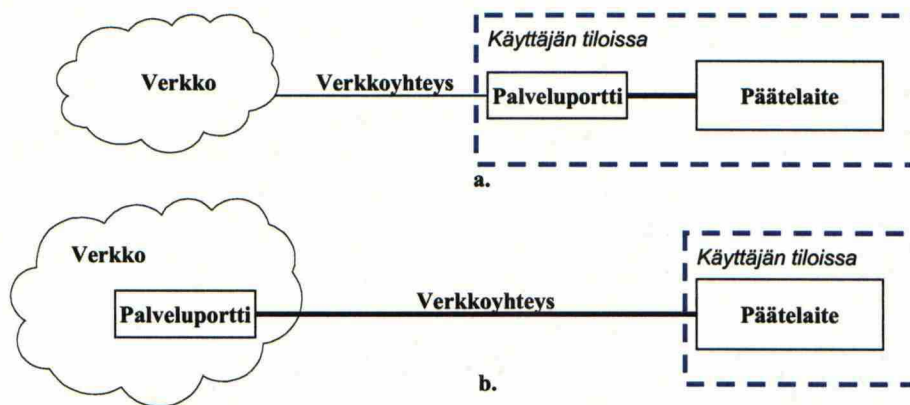 Käyttäjän tiloissa
Verkko
Verkkoyhteys
Palveluportti
Päätelaite
a.
Verkko
Käyttäjän tiloissa
Palveluportti
Verkkoyhteys
Päätelaite
b.